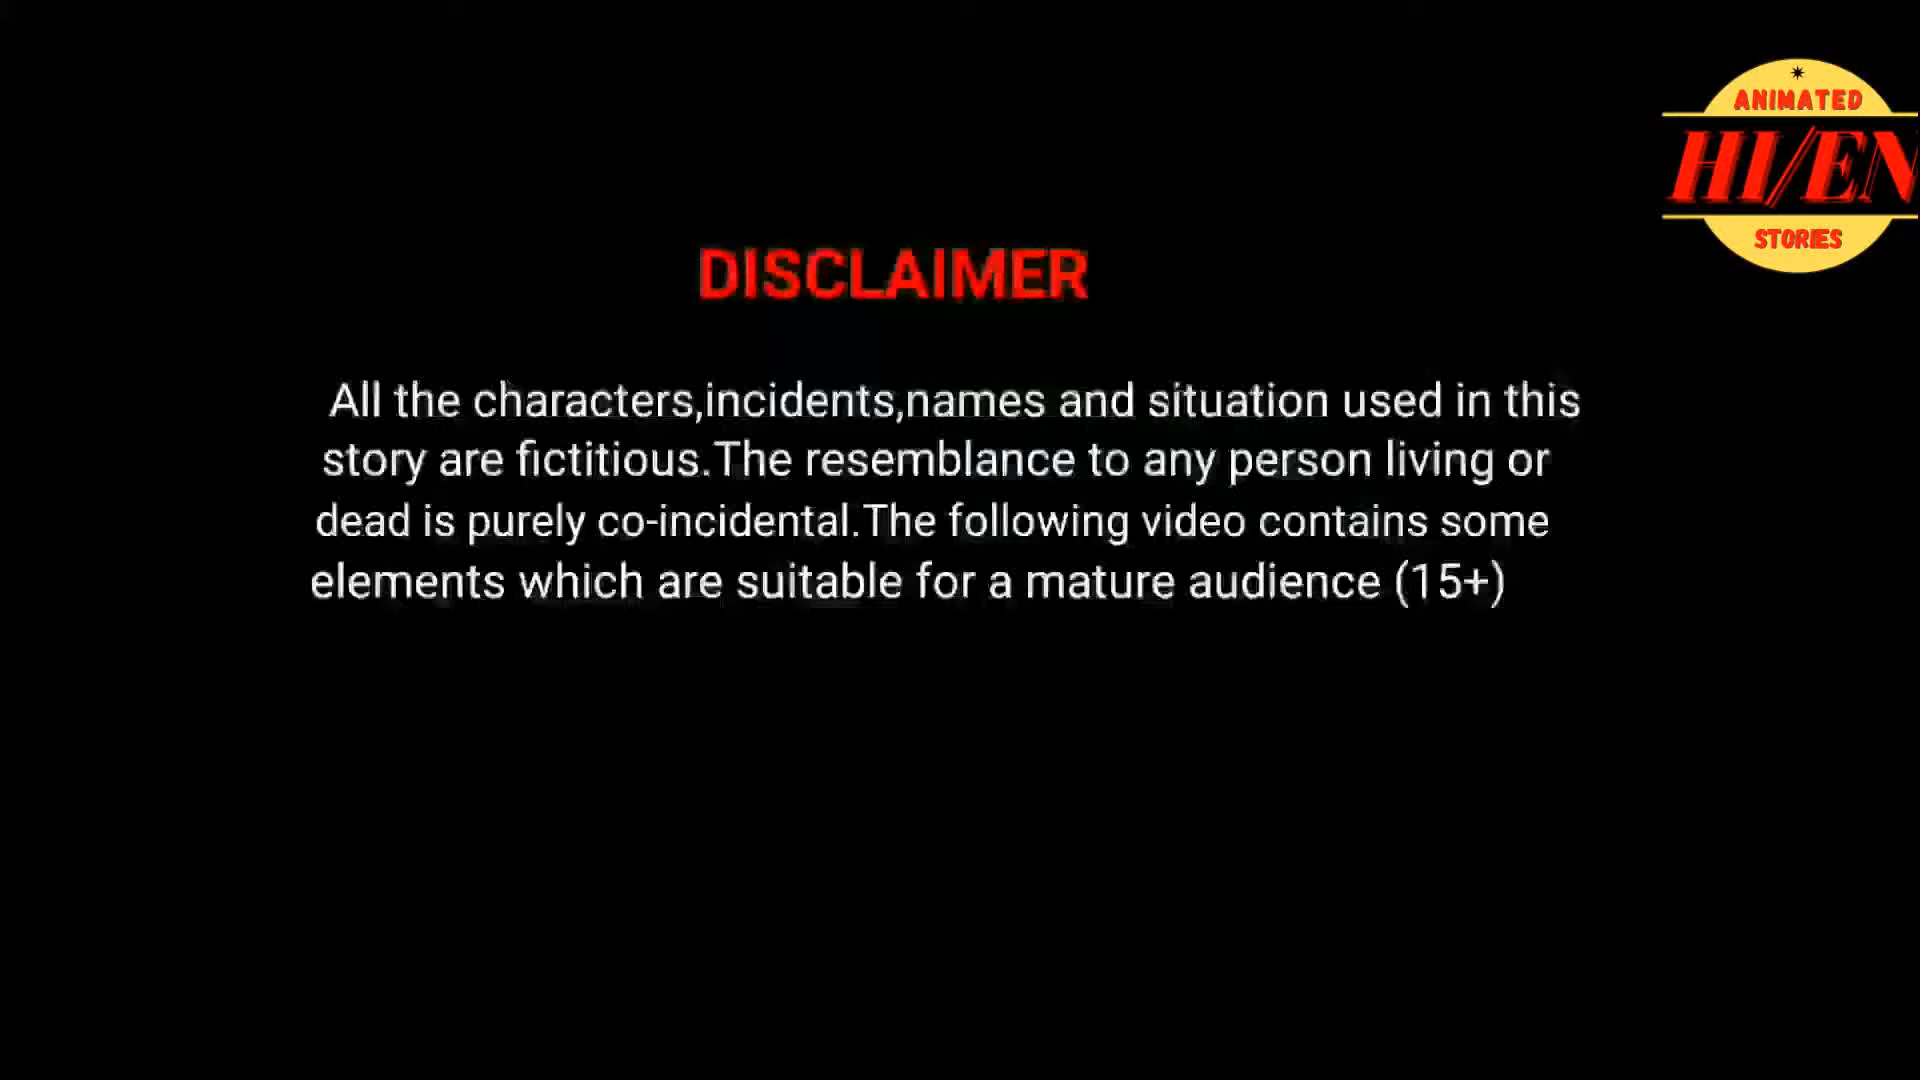 ANIMATED
HI/EN
STORIES
DISCLAIMER
All the characters,incidents,names and situation used in this
story are fictitious.The resemblance to any person living or
dead is purely co-incidental.The following video contains some
elements which are suitable for a mature audience (15+)